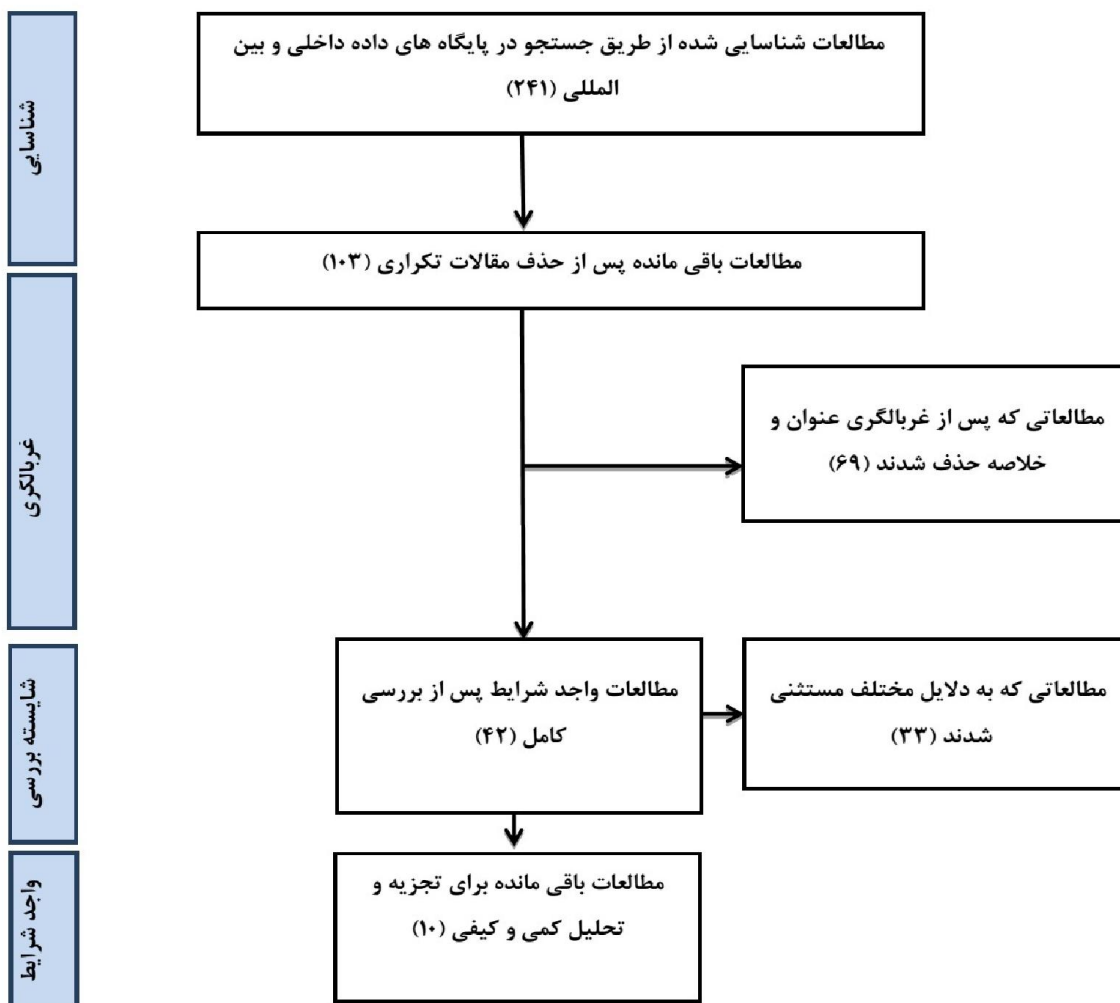 شناسایی
مطالعات شناسایی شده از طریق جستجو در پایگاه های داده داخلی و بین
المللی (۲۴۱)
مطالعات باقی مانده پس از حذف مقالات تکراری (۱۰۳)
غربالگری
مطالعاتی که پس از غربالگری عنوان و
خلاصه حذف شدند (۶۹)
شایسته بررسی
مطالعات واجد شرایط پس از بررسی
کامل (۴۲)
مطالعاتی که به دلایل مختلف مستثنی
شدند (۳۳)
واجد شرایط
مطالعات باقی مانده برای تجزیه و
تحلیل کمی و کیفی (۱۰)